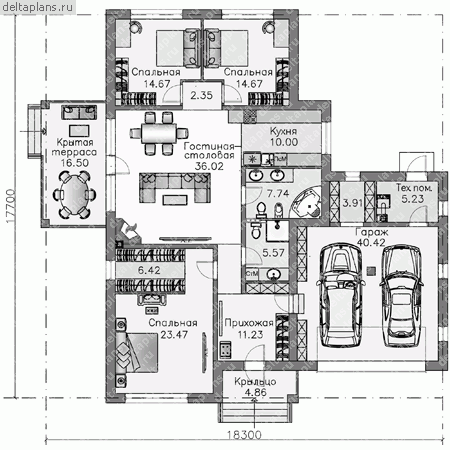 deltaplans.ru
Спальная
14.67
Спальная
14.67
2.35
Крытая
терраса
16.50
Гостиная-
столовая
36.02
Кухня
10.00
7.74
3.91
Тех.пом.
5.23
Гараж
40.42
5.57
6.42
Спальная
23.47
Прихожая
11.23
Крыльцо
4.86
17700
18300